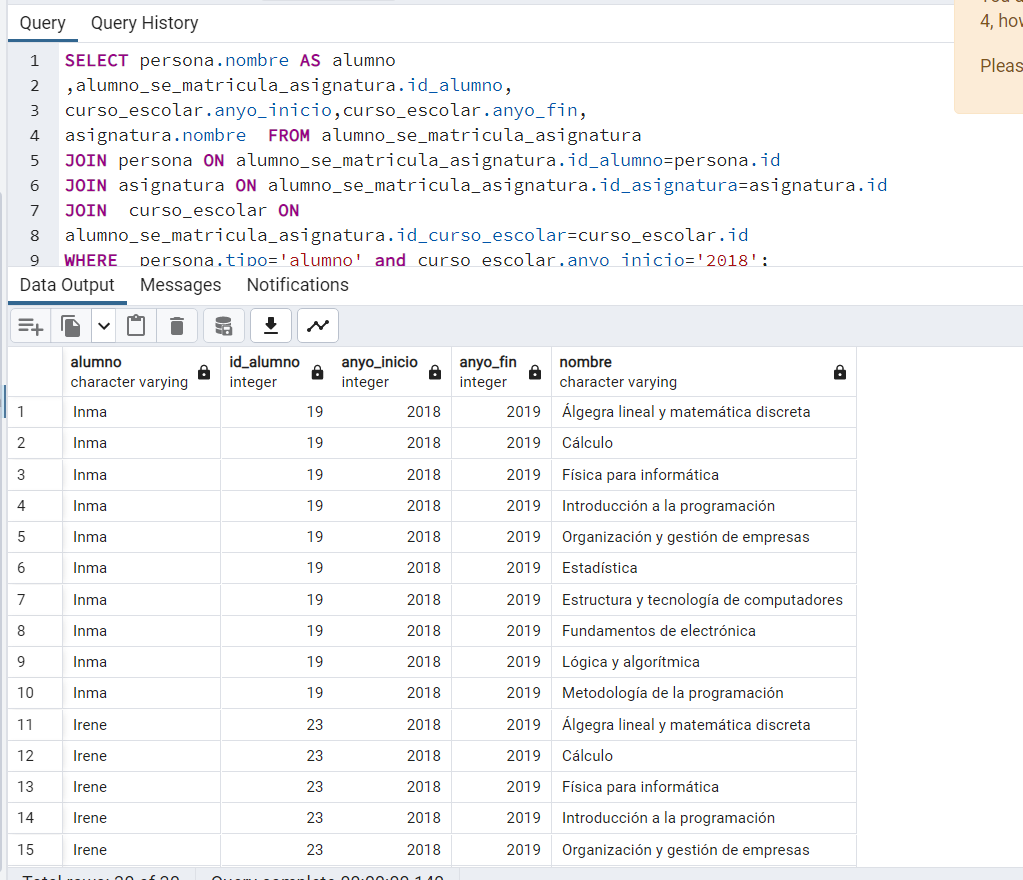 Query Query History
4, how
Pleas
1 SELECT persona.nombre AS alumno
2 ,alumno_se_matricula_asignatura.id_alumno,
3 curso_escolar.anyo_inicio,curso_escolar.anyo_fin,
4 asignatura.nombre FROM alumno_se_matricula_asignatura
5 JOIN persona ON alumno_se_matricula_asignatura.id_alumno=persona.id
6 JOIN asignatura ON alumno_se_matricula_asignatura.id_asignatura=asignatura.id
7 JOIN curso_escolar ON
8 alumno_se_matricula_asignatura.id_curso_escolar=curso_escolar.id
9 WHERE persona.tipo='alumno' and curso_escolar.anyo_inicio='2018';
Data Output Messages Notifications
alumno id_alumno anyo_inicio anyo_fin nombre
character varying integer integer integer character varying
1 Inma 19 2018 2019 Álgegra lineal y matemática discreta
2 Inma 19 2018 2019 Cálculo
3 Inma 19 2018 2019 Física para informática
4 Inma 19 2018 2019 Introducción a la programación
5 Inma 19 2018 2019 Organización y gestión de empresas
6 Inma 19 2018 2019 Estadística
7 Inma 19 2018 2019 Estructura y tecnología de computadores
8 Inma 19 2018 2019 Fundamentos de electrónica
9 Inma 19 2018 2019 Lógica y algorítmica
10 Inma 19 2018 2019 Metodología de la programación
11 Irene 23 2018 2019 Álgegra lineal y matemática discreta
12 Irene 23 2018 2019 Cálculo
13 Irene 23 2018 2019 Física para informática
14 Irene 23 2018 2019 Introducción a la programación
15 Irene 23 2018 2019 Organización y gestión de empresas